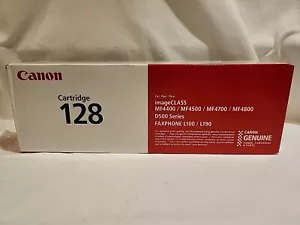 Canon
Cartridge
128
imageCLASS
MF4400 / MF4500 / MF4700 / MF4800
D500 Series
FAXPHONE L100 / L190
CANON
GENUINE